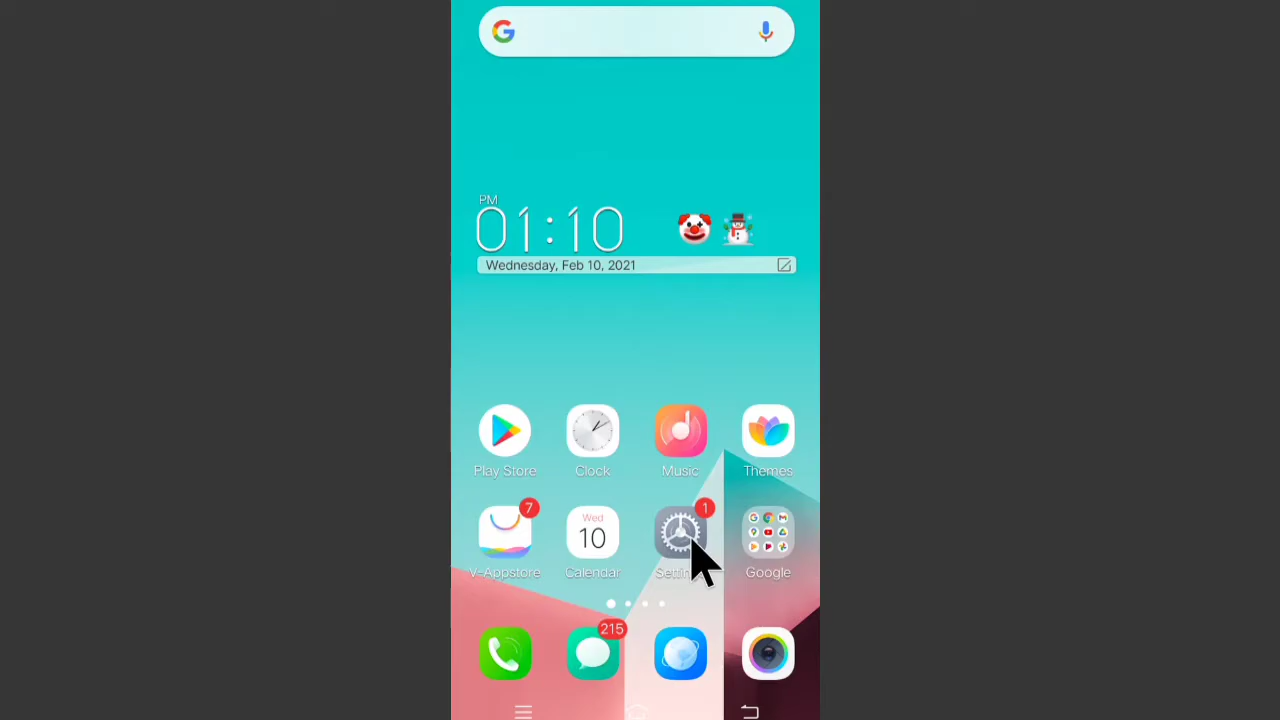 PM
01:10
Wednesday, Feb 10, 2021
Play Store
Clock
Music
Themes
7
Wed
10
1
V-Appstore
Calendar
Google
215